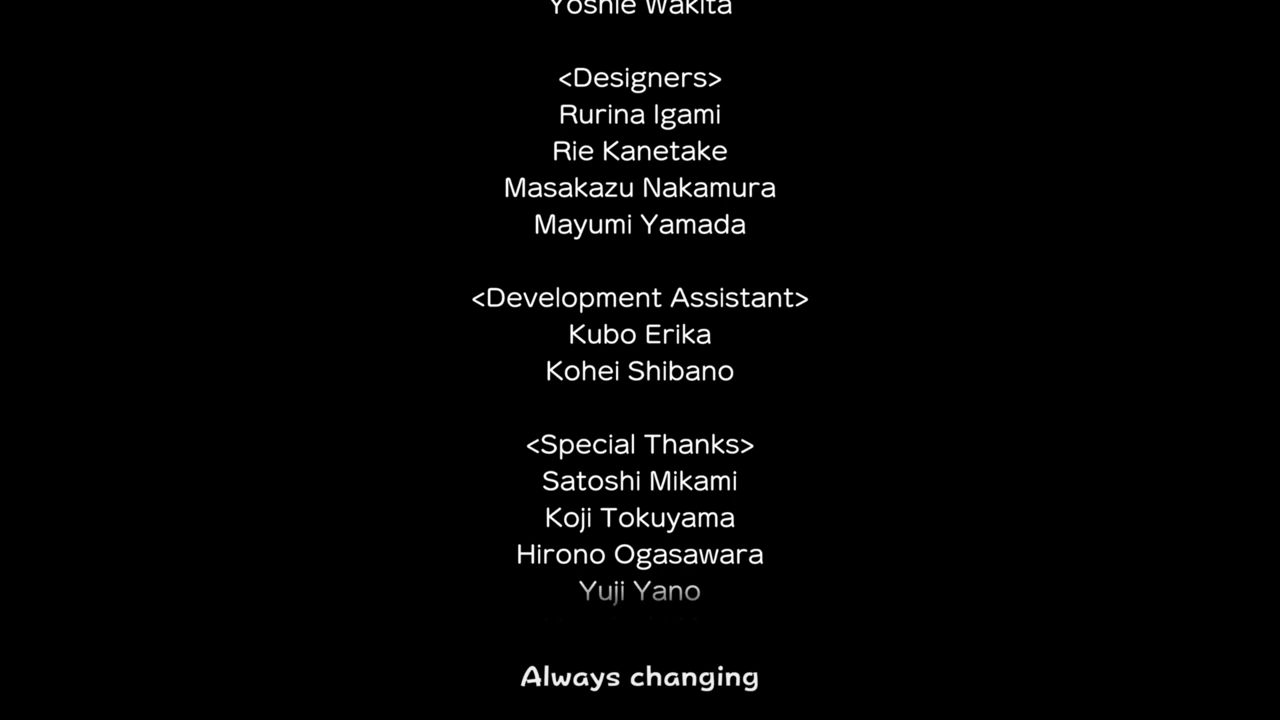 Yoshie Wakita
<Designers>
Rurina Igami
Rie Kanetake
Masakazu Nakamura
Mayumi Yamada
<Development Assistant>
Kubo Erika
Kohei Shibano
<Special Thanks>
Satoshi Mikami
Koji Tokuyama
Hirono Ogasawara
Yuji Yano
Always changing